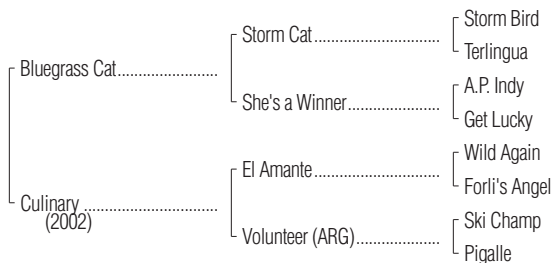 Storm Bird
Storm Cat
Terlingua
Bluegrass Cat
A.P. Indy
She's a Winner
Get Lucky
Wild Again
El Amante
Forli's Angel
Culinary
(2002)
Ski Champ
Volunteer (ARG)
Pigalle